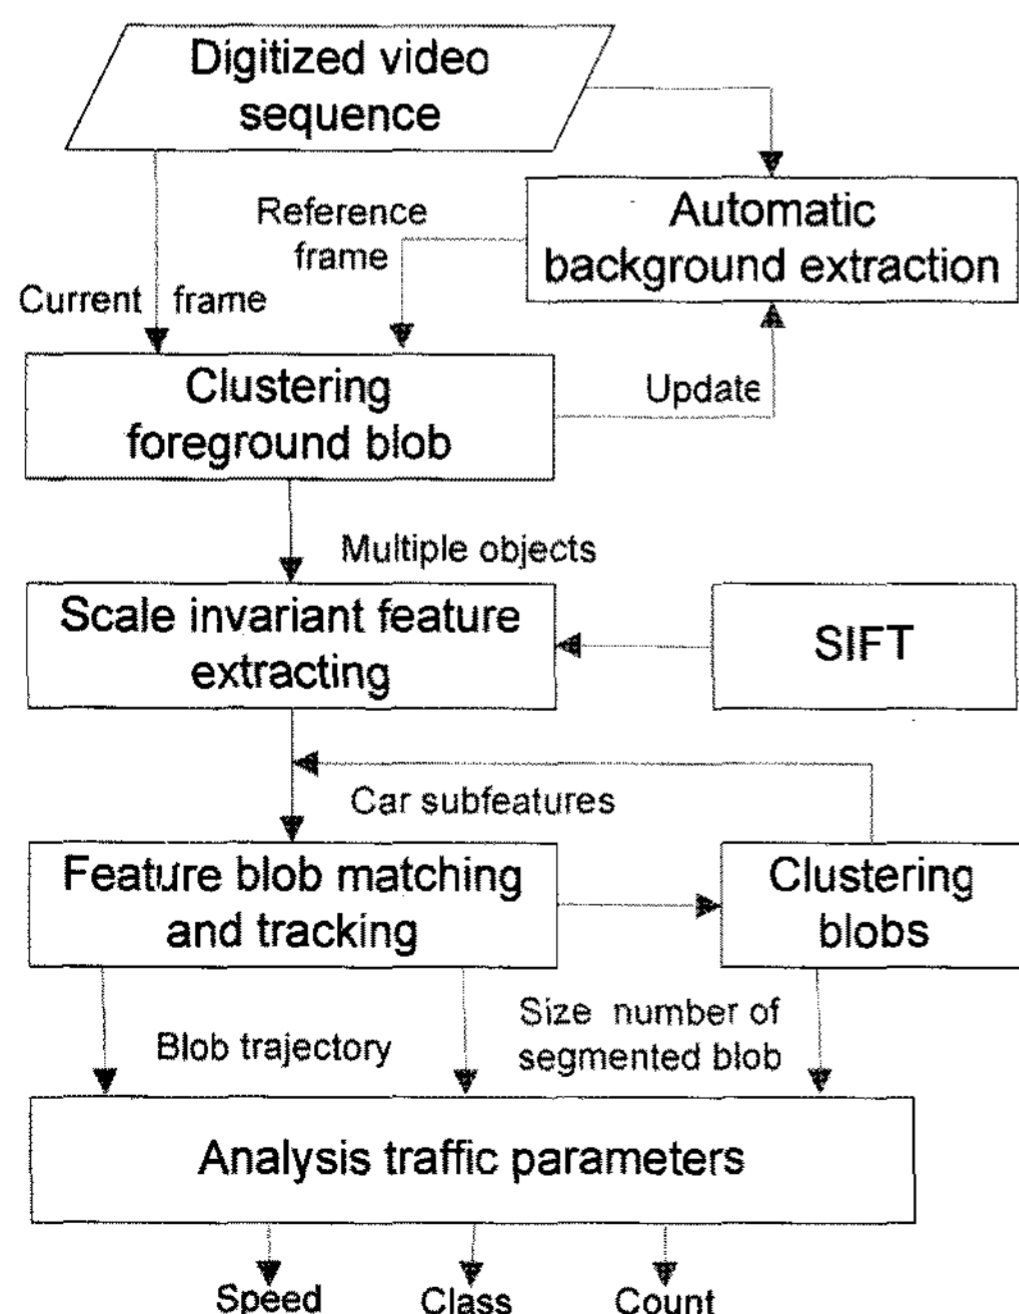 Digitized video
sequence
Reference
frame
Automatic
background extraction
Current frame
Clustering
foreground blob
Update
Multiple objects
Scale invariant feature
extracting
SIFT
Car subfeatures
Feature blob matching
and tracking
Clustering
blobs
Blob trajectory
Size number of
segmented blob
Analysis traffic parameters
Speed
Class
Count